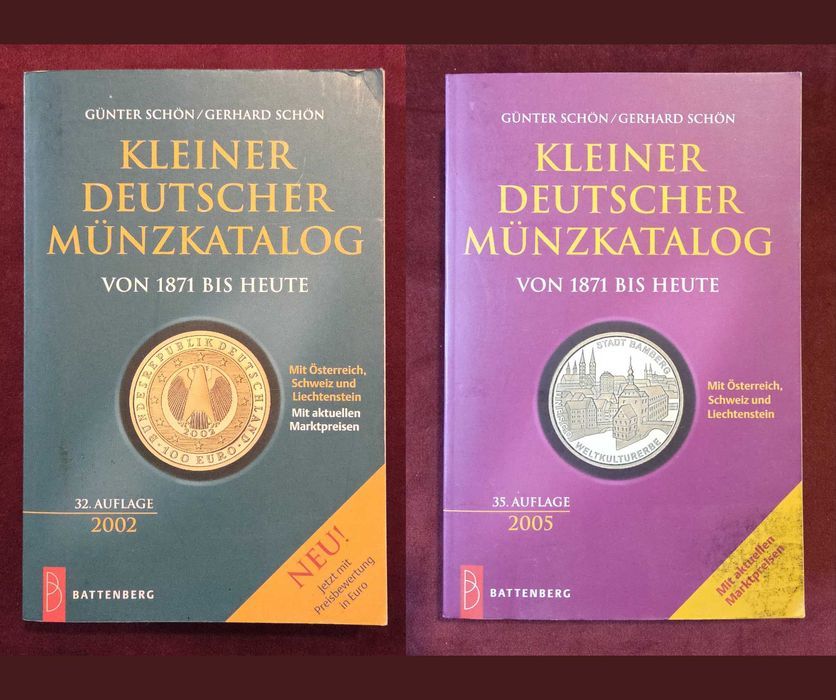 GÜNTER SCHÖN/GERHARD SCHÖN
KLEINER
DEUTSCHER
MÜNZKATALOG
VON 1871 BIS HEUTE
BUNDESREPUBLIK DEUTSCHLAND
2002
100 EURO
Mit Österreich,
Schweiz und
Liechtenstein
Mit aktuellen
Marktpreisen
32. AUFLAGE
2002
NEU!
jetzt mit
Preisbewertung
in Euro
BATTENBERG
GÜNTER SCHÖN/GERHARD SCHÖN
KLEINER
DEUTSCHER
MÜNZKATALOG
VON 1871 BIS HEUTE
STADT BAMBERG
WELTKULTURERBE
Mit Österreich,
Schweiz und
Liechtenstein
35. AUFLAGE
2005
Mit aktuellen
Marktpreisen
BATTENBERG